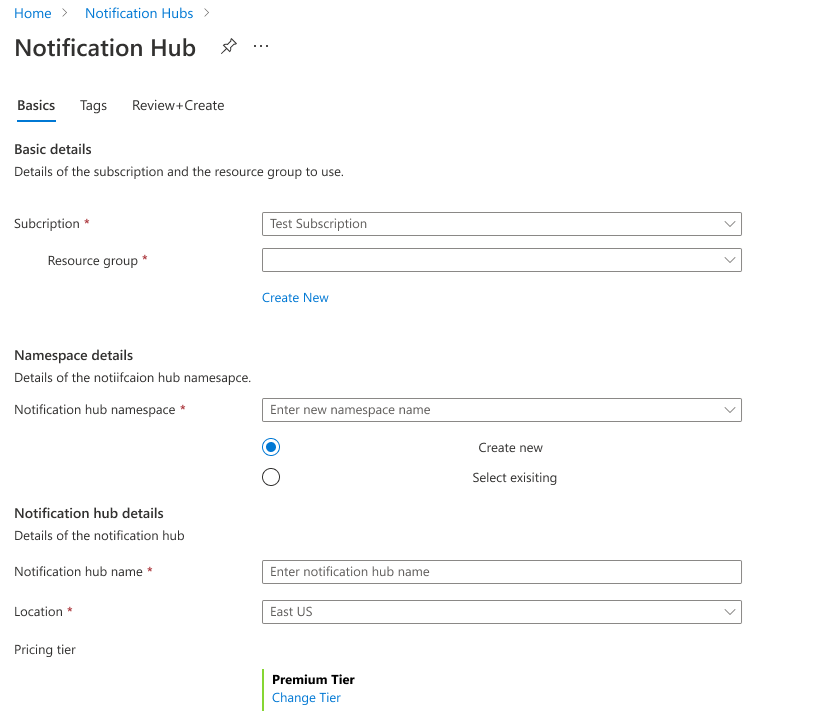 Home > Notification Hubs >
Notification Hub ...
Basics Tags Review+Create
Basic details
Details of the subscription and the resource group to use.
Subcription * Test Subscription
Resource group *
Create New
Namespace details
Details of the notiifcaion hub namesapce.
Notification hub namespace * Enter new namespace name
Create new
Select exisiting
Notification hub details
Details of the notification hub
Notification hub name * Enter notification hub name
Location * East US
Pricing tier
Premium Tier
Change Tier